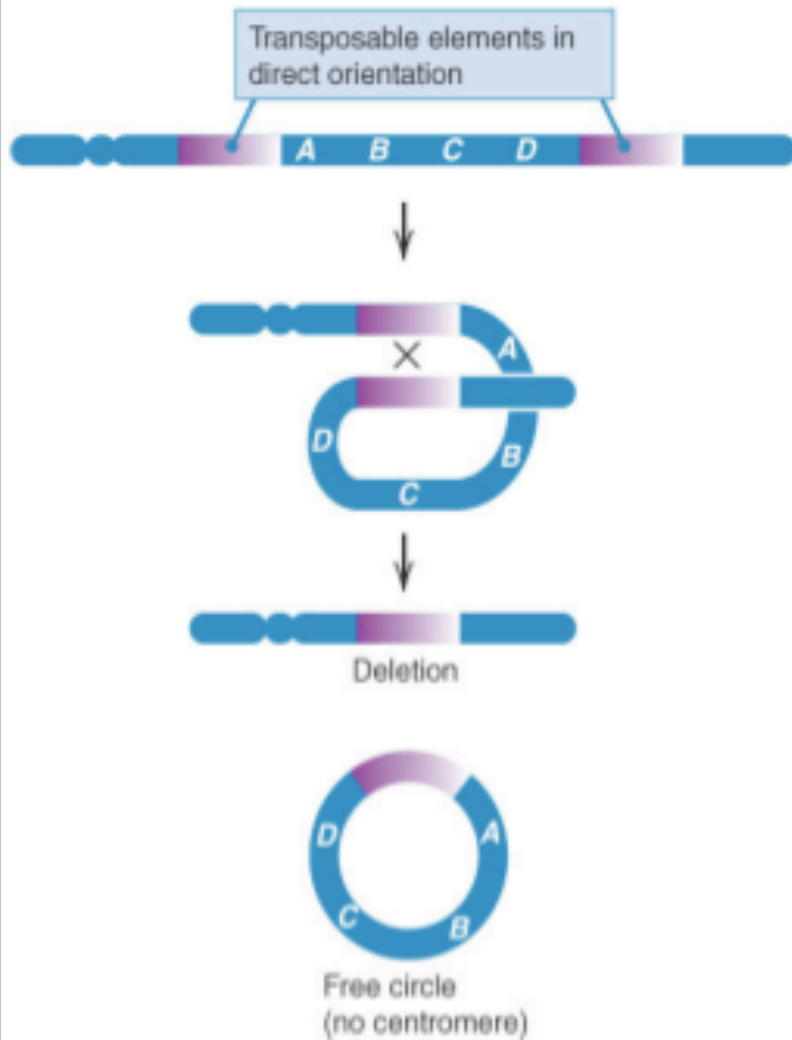 Transposable elements in
direct orientation
A B C D
A
D
B
C
Deletion
D A
C B
Free circle
(no centromere)